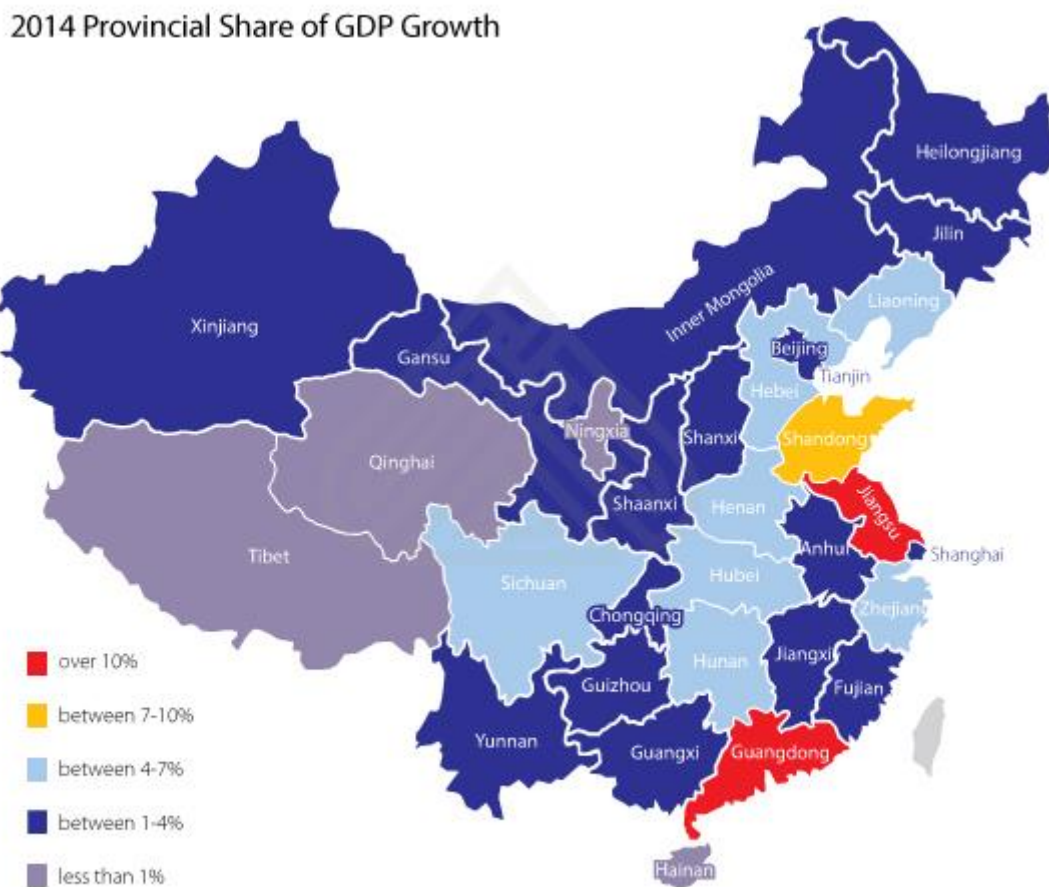 2014 Provincial Share of GDP Growth
Heilongjiang
Jilin
Liaoning
Inner Mongolia
Xinjiang
Gansu
Beijing
Tianjin
Hebei
Ningxia
Shanxi
Shandong
Qinghai
Shaanxi
Henan
Jiangsu
Tibet
Anhui
Shanghai
Sichuan
Hubei
Chongqing
Zhejian
Hunan
Jiangxi
Guizhou
Fujian
Yunnan
Guangxi
Guangdong
Hainan
over 10%
between 7-10%
between 4-7%
between 1-4%
less than 1%